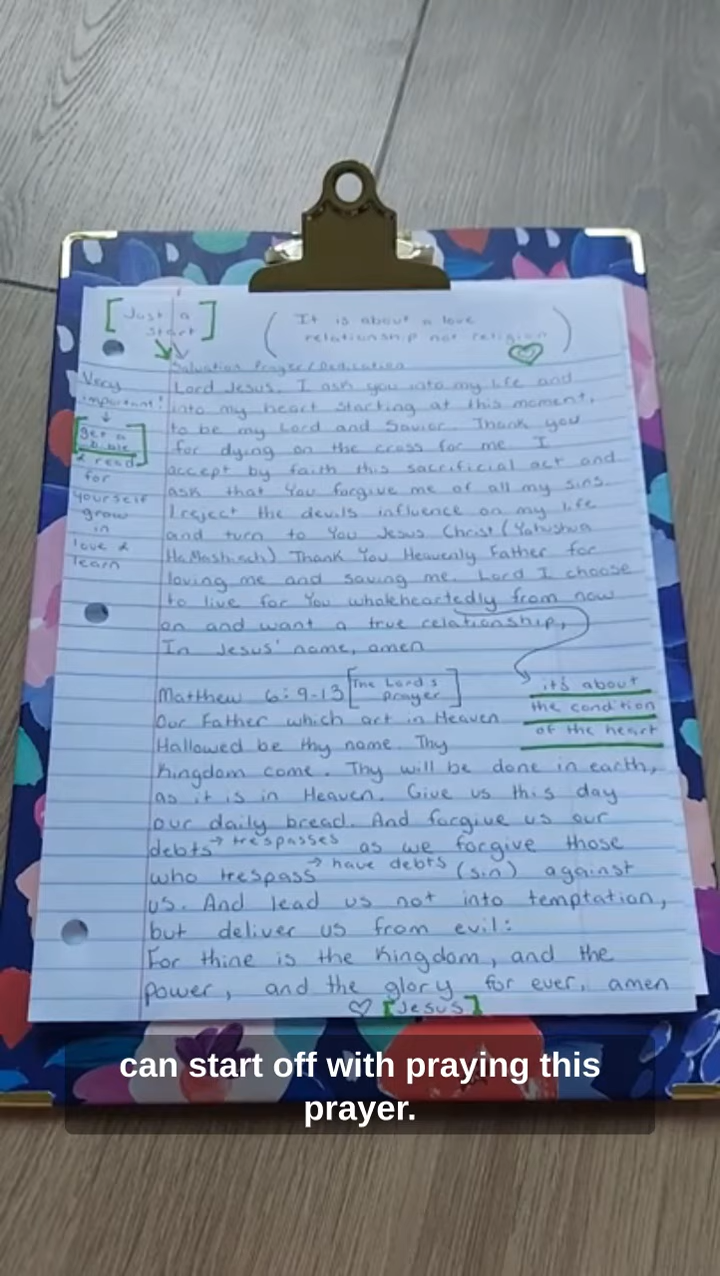 [Just a
start]
(It is about a love
relationship not religion)
Salvation Prayer/Dedication
Very
important!
get a
bible
& read
for
yourself
grow
in
love &
learn
Lord Jesus, I ask you into my life and
into my heart starting at this moment,
to be my Lord and Savior. Thank you
for dying on the cross for me. I
accept by faith this sacrificial act and
ask that You forgive me of all my sins.
I reject the devils influence on my life
and turn to You Jesus Christ (Yahushua
HaMashiach) Thank You Heavenly Father for
loving me and saving me. Lord I choose
to live for You wholeheartedly from now
on and want a true relationship,
In Jesus' name, amen
it's about
the condition
of the heart
Matthew 6:9-13 [The Lord's
prayer]
Our Father which art in Heaven
Hallowed be thy name. Thy
Kingdom come. Thy will be done in earth,
as it is in Heaven. Give us this day
our daily bread. And forgive us our
debts → trespasses as we forgive those
who trespass → have debts (sin) against
us. And lead us not into temptation,
but deliver us from evil:
For thine is the Kingdom, and the
power, and the glory for ever, amen
♡ [Jesus]
can start off with praying this
prayer.